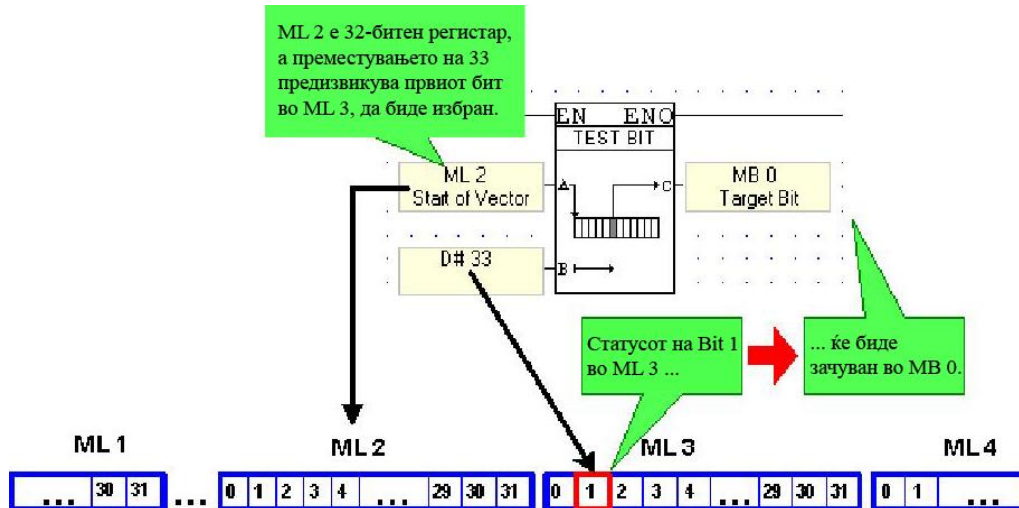 ML 2 е 32-битен регистар,
а преместувањето на 33
предизвикува првиот бит
во ML 3, да биде избран.
EN ENO
TEST BIT
ML 2
Start of Vector
A
C
MB 0
Target Bit
D# 33
B
Статусот на Bit 1
во ML 3 ...
... ќе биде
зачуван во MB 0.
ML 1 ML 2 ML 3 ML 4
... 30 31 ... 0 1 2 3 4 ... 29 30 31 0 1 2 3 4 ... 29 30 31 0 1 ...